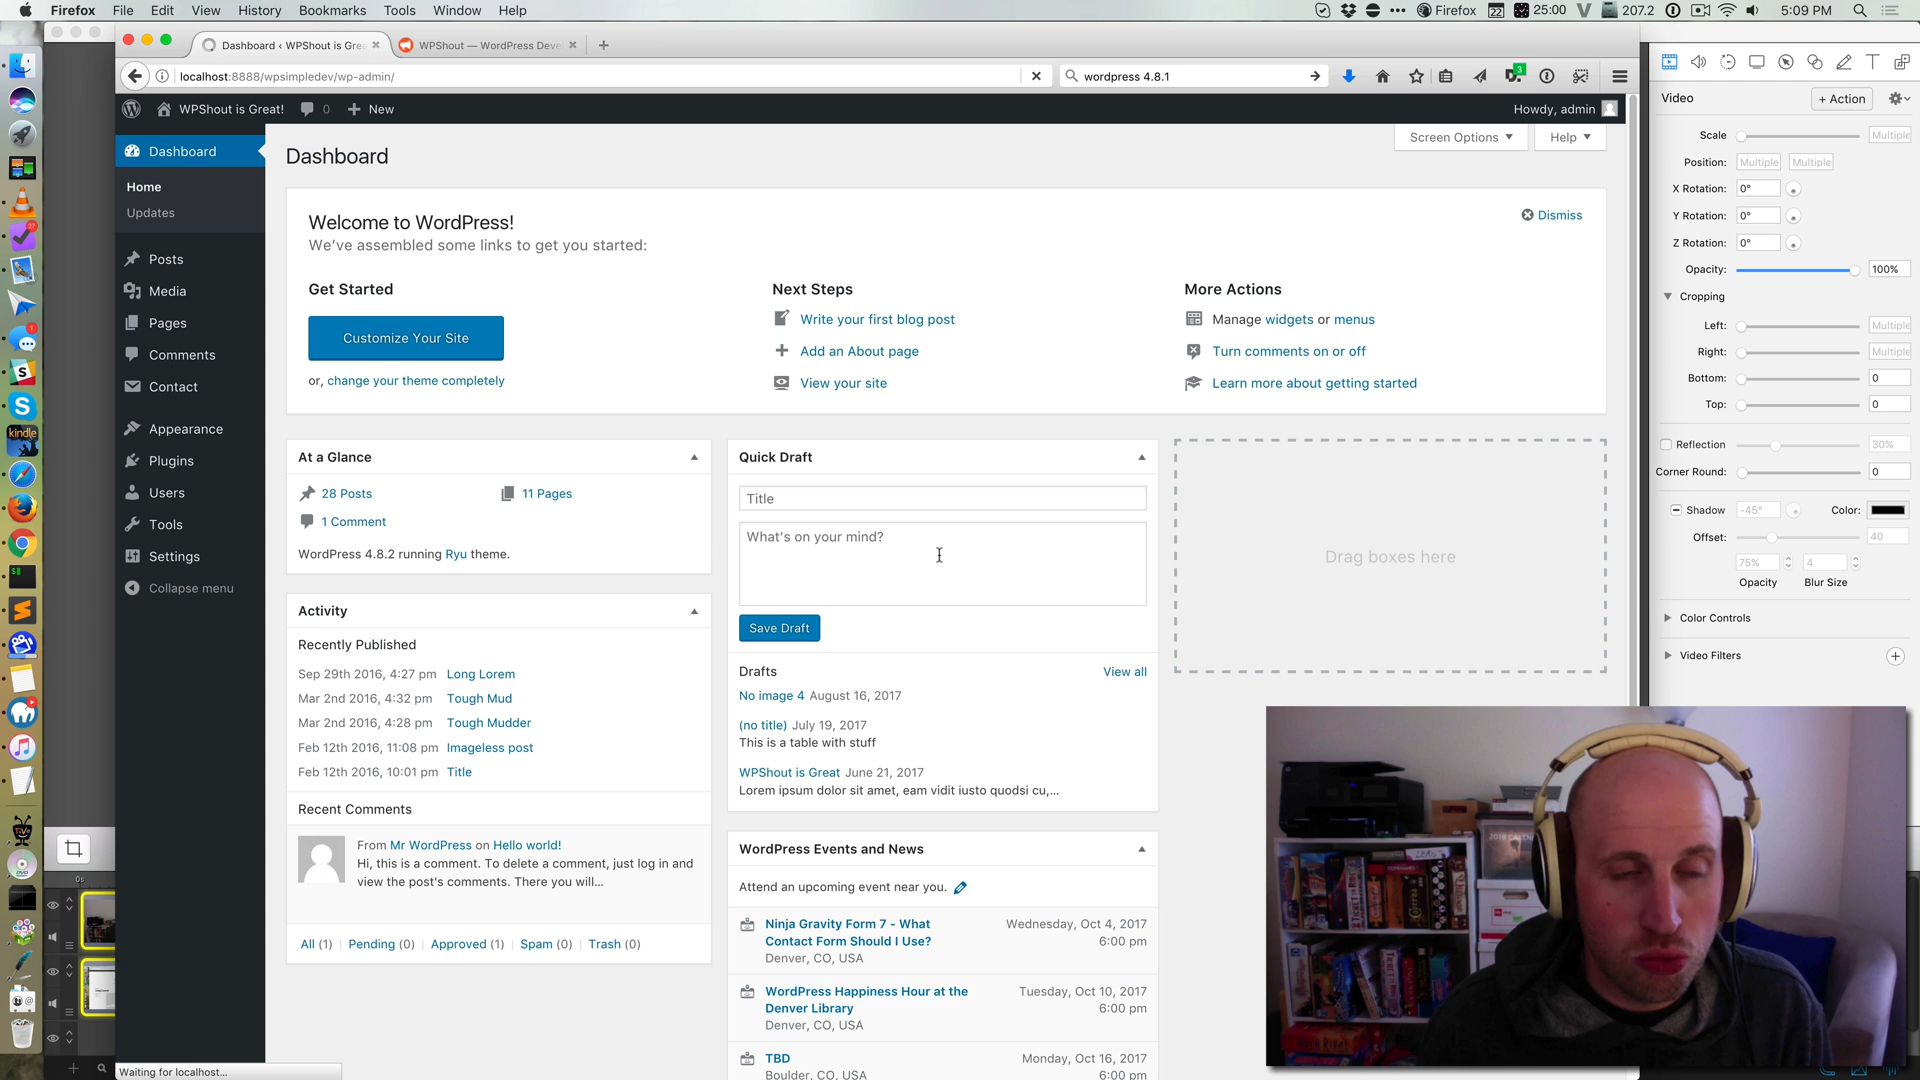 Firefox File Edit View History Bookmarks Tools Window Help
Firefox 22 25:00 207.2 5:09 PM
Dashboard ‹ WPShout is Grea
WPShout — WordPress Deve
localhost:8888/wpsimpledev/wp-admin/
wordpress 4.8.1
3
WPShout is Great! 0 New
Howdy, admin
Dashboard
Home
Updates
Posts
Media
Pages
Comments
Contact
Appearance
Plugins
Users
Tools
Settings
Collapse menu
Dashboard
Screen Options
Help
Welcome to WordPress!
We've assembled some links to get you started:
Dismiss
Get Started
Customize Your Site
or, change your theme completely
Next Steps
Write your first blog post
Add an About page
View your site
More Actions
Manage widgets or menus
Turn comments on or off
Learn more about getting started
At a Glance
28 Posts
11 Pages
1 Comment
WordPress 4.8.2 running Ryu theme.
Activity
Recently Published
Sep 29th 2016, 4:27 pm Long Lorem
Mar 2nd 2016, 4:32 pm Tough Mud
Mar 2nd 2016, 4:28 pm Tough Mudder
Feb 12th 2016, 11:08 pm Imageless post
Feb 12th 2016, 10:01 pm Title
Recent Comments
From Mr WordPress on Hello world!
Hi, this is a comment. To delete a comment, just log in and
view the post's comments. There you will...
All (1) | Pending (0) | Approved (1) | Spam (0) | Trash (0)
Quick Draft
Title
What's on your mind?
Save Draft
Drafts
View all
No image 4 August 16, 2017
(no title) July 19, 2017
This is a table with stuff
WPShout is Great June 21, 2017
Lorem ipsum dolor sit amet, eam vidit iusto quodsi cu,...
WordPress Events and News
Attend an upcoming event near you.
Ninja Gravity Form 7 - What
Contact Form Should I Use?
Denver, CO, USA
Wednesday, Oct 4, 2017
6:00 pm
WordPress Happiness Hour at the
Denver Library
Denver, CO, USA
Tuesday, Oct 10, 2017
6:00 pm
TBD
Boulder, CO, USA
Monday, Oct 16, 2017
6:00 pm
Drag boxes here
Video
+ Action
Scale Multiple
Position: Multiple Multiple
X Rotation: 0°
Y Rotation: 0°
Z Rotation: 0°
Opacity: 100%
Cropping
Left: Multiple
Right: Multiple
Bottom: 0
Top: 0
Reflection 30%
Corner Round: 0
Shadow -45° Color:
Offset: 40
75% 4
Opacity Blur Size
Color Controls
Video Filters
kindle
0s
Waiting for localhost...